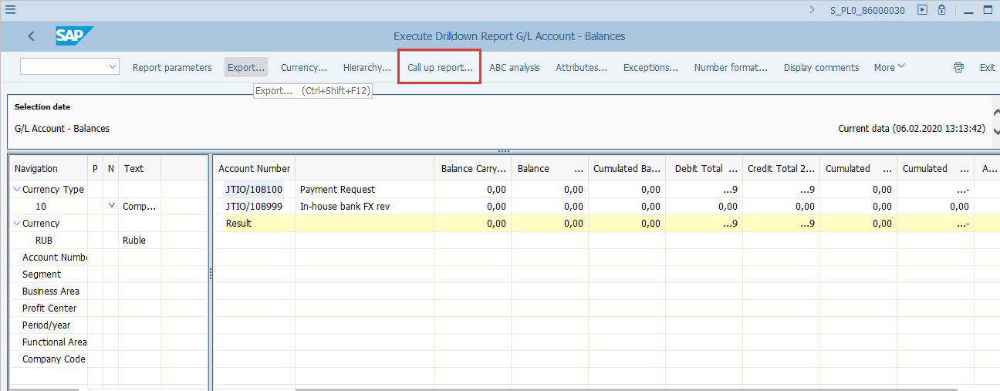 S_PL0_86000030
SAP Execute Drilldown Report G/L Account - Balances
Report parameters Export... Currency... Hierarchy... Call up report... ABC analysis Attributes... Exceptions... Number format... Display comments More Exit
Export... (Ctrl+Shift+F12)
Selection date
G/L Account - Balances Current data (06.02.2020 13:13:42)
Navigation P N Text Account Number Balance Carry... Balance ... Cumulated Ba... Debit Total ... Credit Total 2... Cumulated ... Cumulated ... A...
Currency Type JTIO/108100 Payment Request 0,00 0,00 0,00 ...9 ...9 0,00 ...-
10 Comp... JTIO/108999 In-house bank FX rev 0,00 0,00 0,00 0,00 0,00 0,00 0,00
Currency Result 0,00 0,00 0,00 ...9 ...9 0,00 ...-
RUB Ruble
Account Numbe
Segment
Business Area
Profit Center
Period/year
Functional Area
Company Code